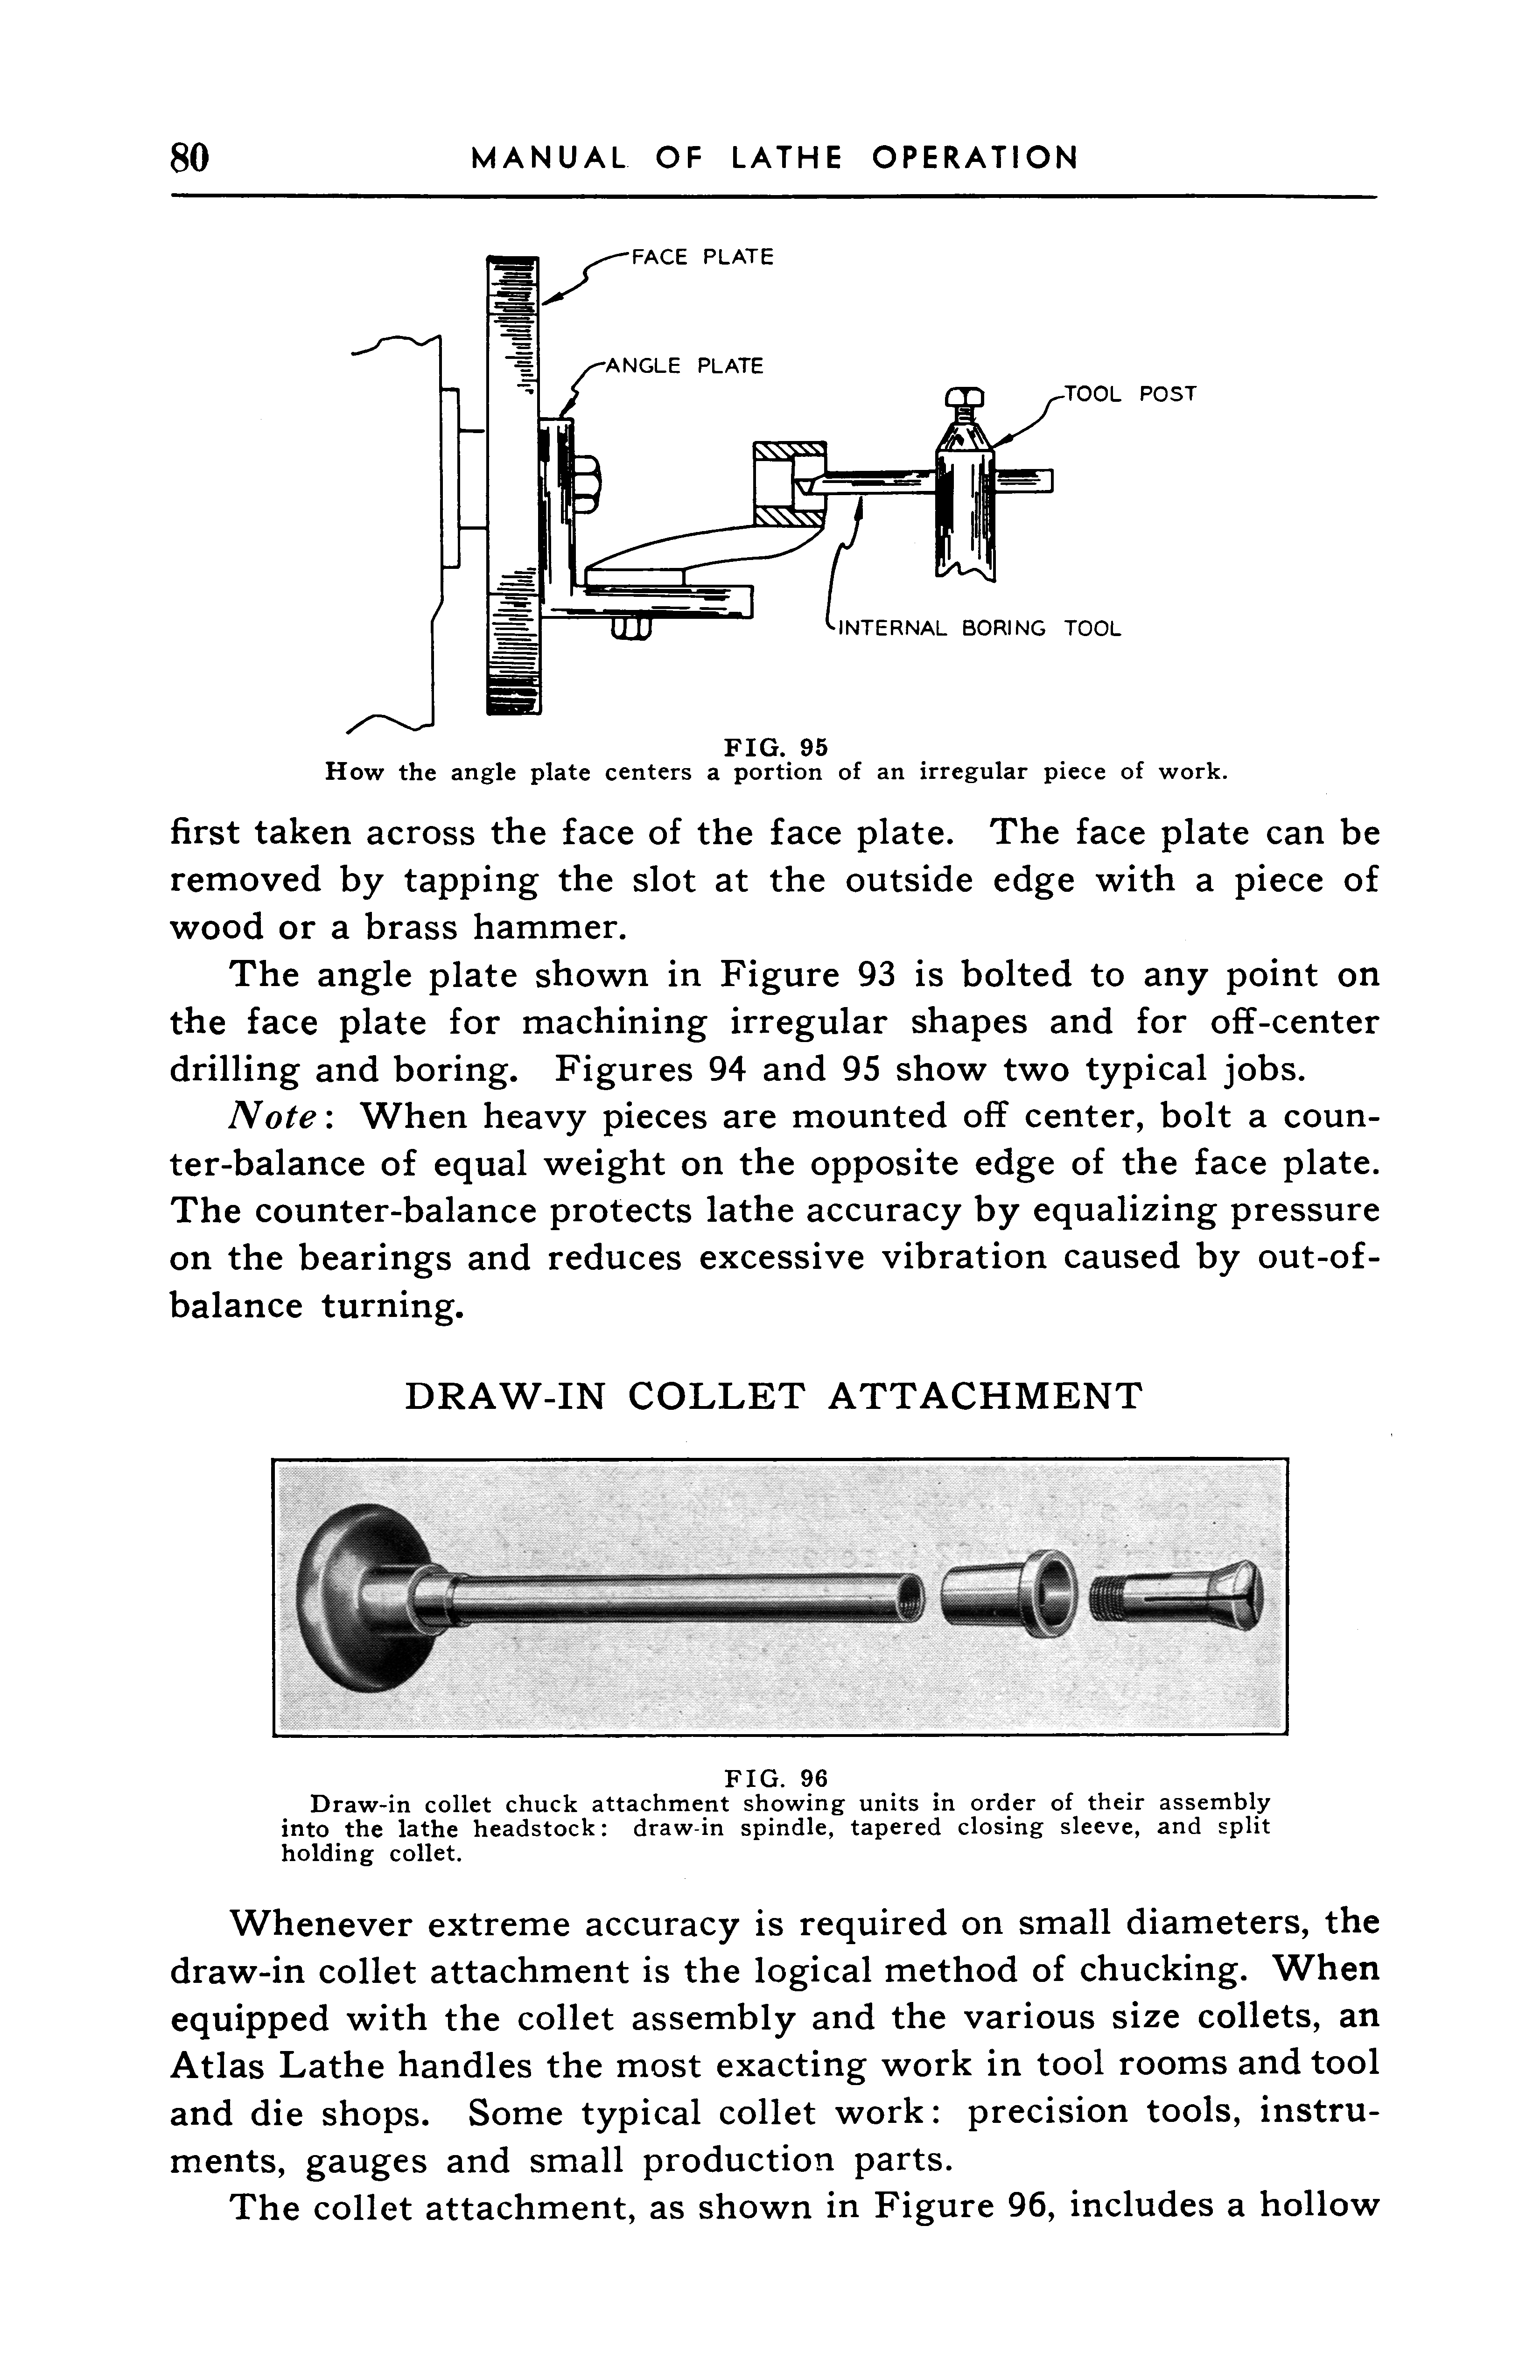 80 MANUAL OF LATHE OPERATION
FACE PLATE
ANGLE PLATE
TOOL POST
INTERNAL BORING TOOL
FIG. 95
How the angle plate centers a portion of an irregular piece of work.
first taken across the face of the face plate. The face plate can be
removed by tapping the slot at the outside edge with a piece of
wood or a brass hammer.
The angle plate shown in Figure 93 is bolted to any point on
the face plate for machining irregular shapes and for off-center
drilling and boring. Figures 94 and 95 show two typical jobs.
Note: When heavy pieces are mounted off center, bolt a coun-
ter-balance of equal weight on the opposite edge of the face plate.
The counter-balance protects lathe accuracy by equalizing pressure
on the bearings and reduces excessive vibration caused by out-of-
balance turning.
DRAW-IN COLLET ATTACHMENT
FIG. 96
Draw-in collet chuck attachment showing units in order of their assembly
into the lathe headstock: draw-in spindle, tapered closing sleeve, and split
holding collet.
Whenever extreme accuracy is required on small diameters, the
draw-in collet attachment is the logical method of chucking. When
equipped with the collet assembly and the various size collets, an
Atlas Lathe handles the most exacting work in tool rooms and tool
and die shops. Some typical collet work: precision tools, instru-
ments, gauges and small production parts.
The collet attachment, as shown in Figure 96, includes a hollow